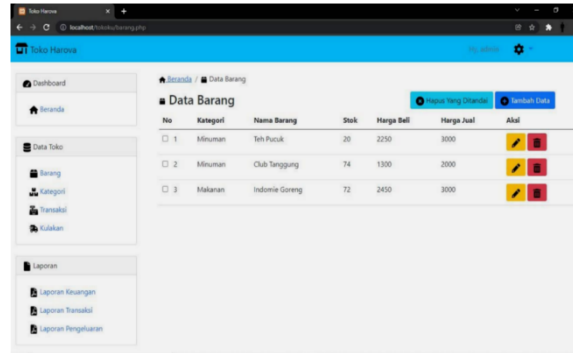 Toko Harova
localhost/tokoku/barang.php
Toko Harova
Hi, admin
Dashboard
Beranda
Data Toko
Barang
Kategori
Transaksi
Kulakan
Laporan
Laporan Keuangan
Laporan Transaksi
Laporan Pengeluaran
Beranda / Data Barang
Data Barang
Hapus Yang Ditandai
Tambah Data
No Kategori Nama Barang Stok Harga Beli Harga Jual Aksi
1 Minuman Teh Pucuk 20 2250 3000
2 Minuman Club Tanggung 74 1300 2000
3 Makanan Indomie Goreng 72 2450 3000